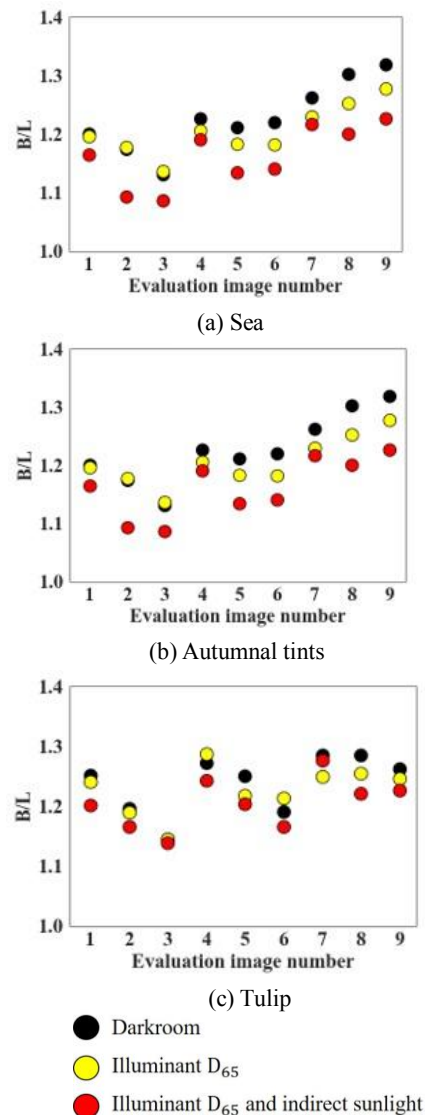 1.4
1.3
1.2
1.1
1.0
B/L
1 2 3 4 5 6 7 8 9
Evaluation image number
(a) Sea
1.4
1.3
1.2
1.1
1.0
B/L
1 2 3 4 5 6 7 8 9
Evaluation image number
(b) Autumnal tints
1.4
1.3
1.2
1.1
1.0
B/L
1 2 3 4 5 6 7 8 9
Evaluation image number
(c) Tulip
Darkroom
Illuminant D₆₅
Illuminant D₆₅ and indirect sunlight